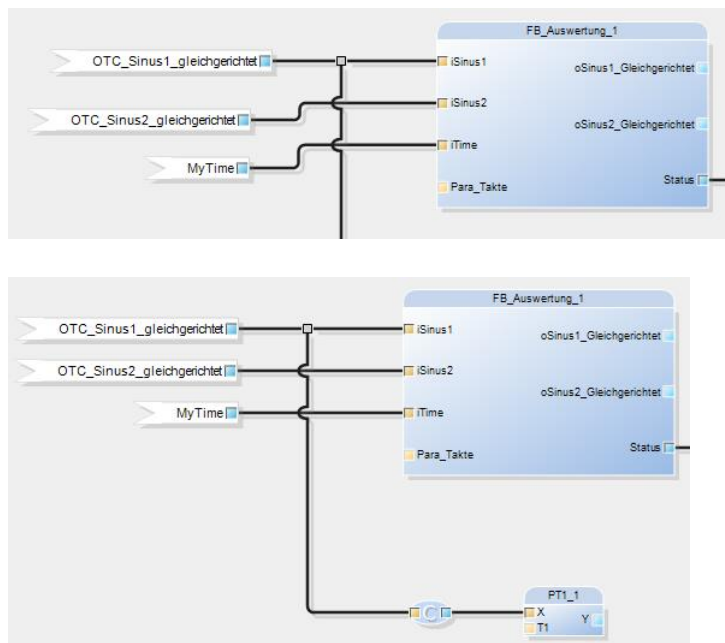 FB_Auswertung_1
OTC_Sinus1_gleichgerichtet
iSinus1
oSinus1_Gleichgerichtet
OTC_Sinus2_gleichgerichtet
iSinus2
oSinus2_Gleichgerichtet
MyTime
iTime
Para_Takte
Status
FB_Auswertung_1
OTC_Sinus1_gleichgerichtet
iSinus1
oSinus1_Gleichgerichtet
OTC_Sinus2_gleichgerichtet
iSinus2
oSinus2_Gleichgerichtet
MyTime
iTime
Para_Takte
Status
PT1_1
C
X
Y
T1